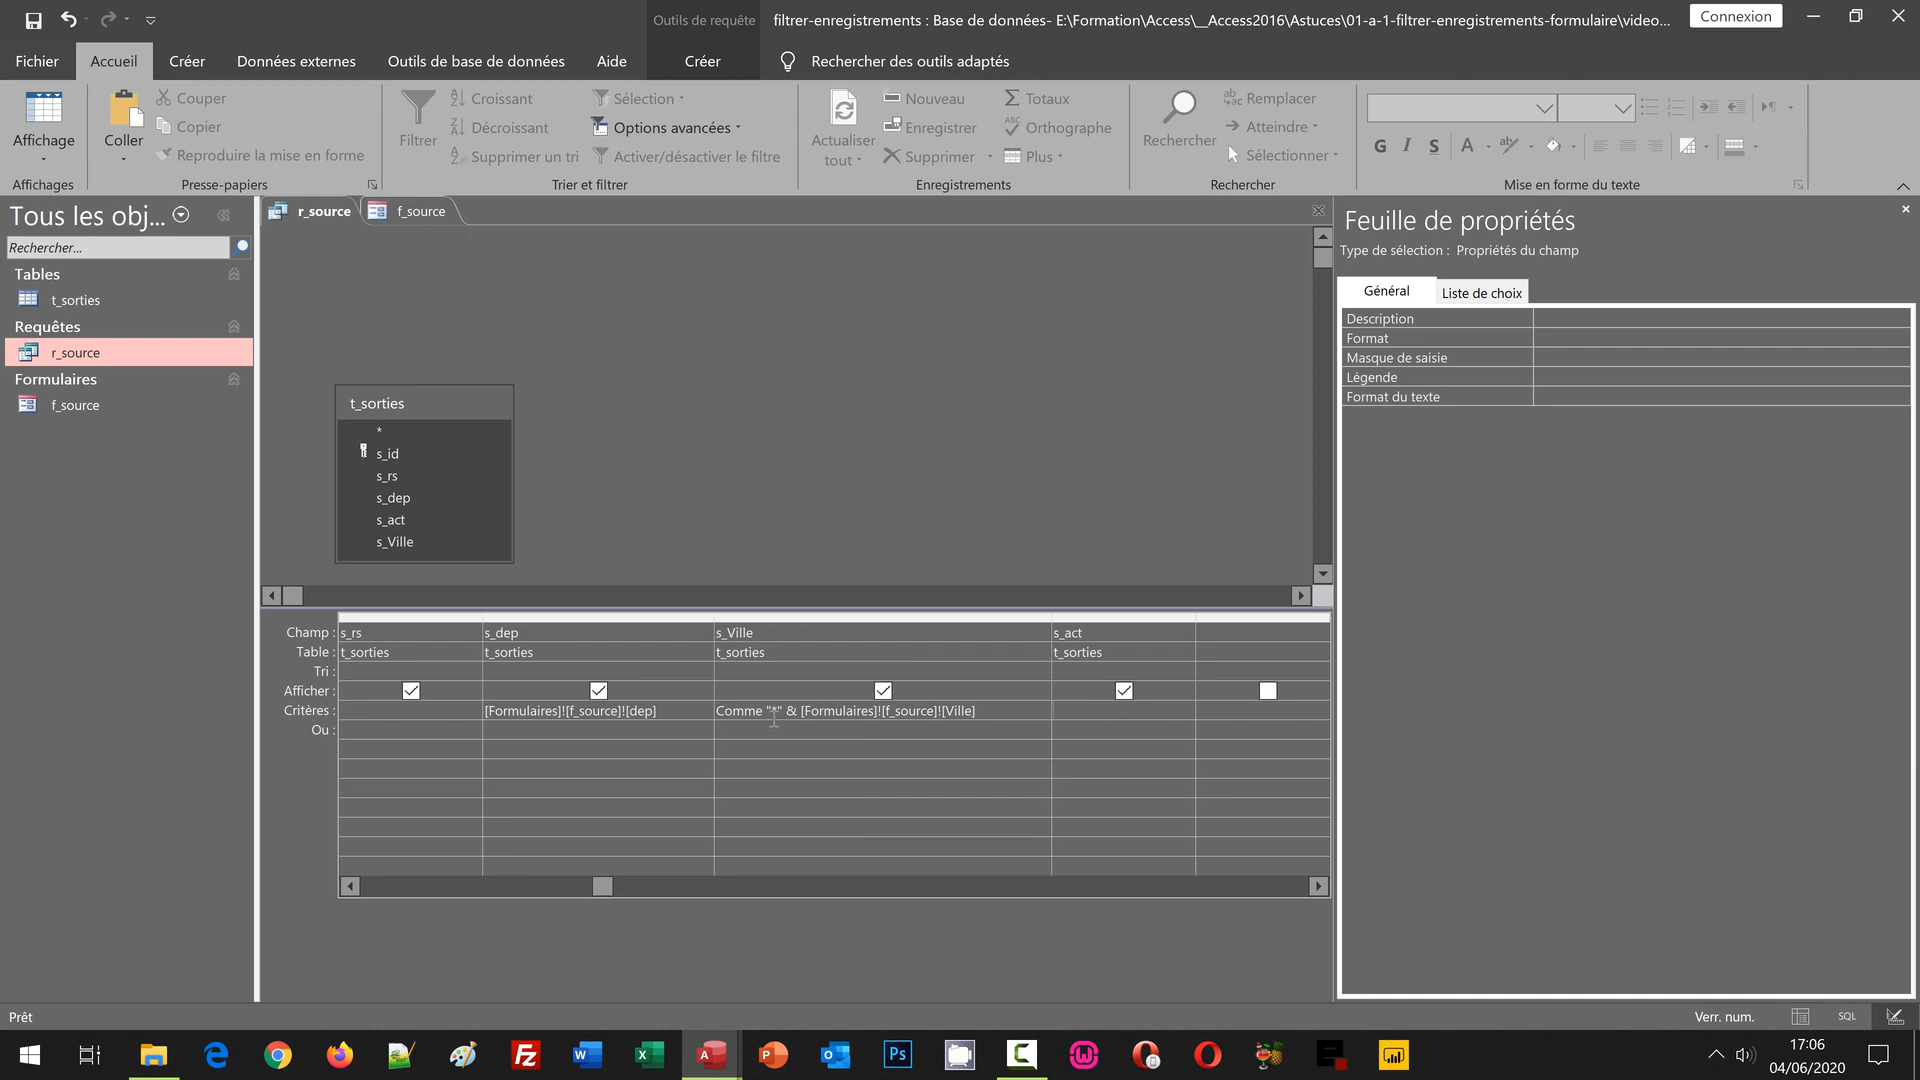 Outils de requête
filtrer-enregistrements : Base de données- E:\Formation\Access\__Access2016\Astuces\01-a-1-filtrer-enregistrements-formulaire\video...
Connexion
Fichier
Accueil
Créer
Données externes
Outils de base de données
Aide
Créer
Rechercher des outils adaptés
Affichage
Affichages
Coller
Couper
Copier
Reproduire la mise en forme
Presse-papiers
Filtrer
Croissant
Décroissant
Supprimer un tri
Sélection
Options avancées
Activer/désactiver le filtre
Trier et filtrer
Actualiser
tout
Nouveau
Enregistrer
Supprimer
Totaux
Orthographe
Plus
Enregistrements
Rechercher
Remplacer
Atteindre
Sélectionner
Rechercher
G I S A
Mise en forme du texte
Tous les obj...
Rechercher...
Tables
t_sorties
Requêtes
r_source
Formulaires
f_source
r_source
f_source
t_sorties
*
s_id
s_rs
s_dep
s_act
s_Ville
Champ : s_rs s_dep s_Ville s_act
Table : t_sorties t_sorties t_sorties t_sorties
Tri :
Afficher :
Critères : [Formulaires]![f_source]![dep] Comme "*" & [Formulaires]![f_source]![Ville]
Ou :
Feuille de propriétés
Type de sélection : Propriétés du champ
Général
Liste de choix
Description
Format
Masque de saisie
Légende
Format du texte
Prêt
Verr. num.
SQL
17:06
04/06/2020